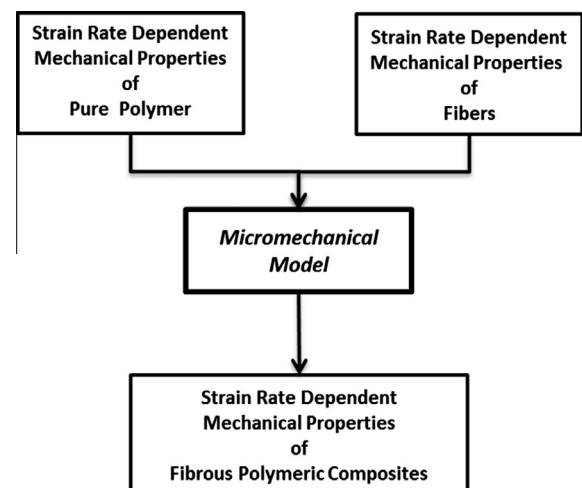 Strain Rate Dependent
Mechanical Properties
of
Pure Polymer
Strain Rate Dependent
Mechanical Properties
of
Fibers
Micromechanical
Model
Strain Rate Dependent
Mechanical Properties
of
Fibrous Polymeric Composites